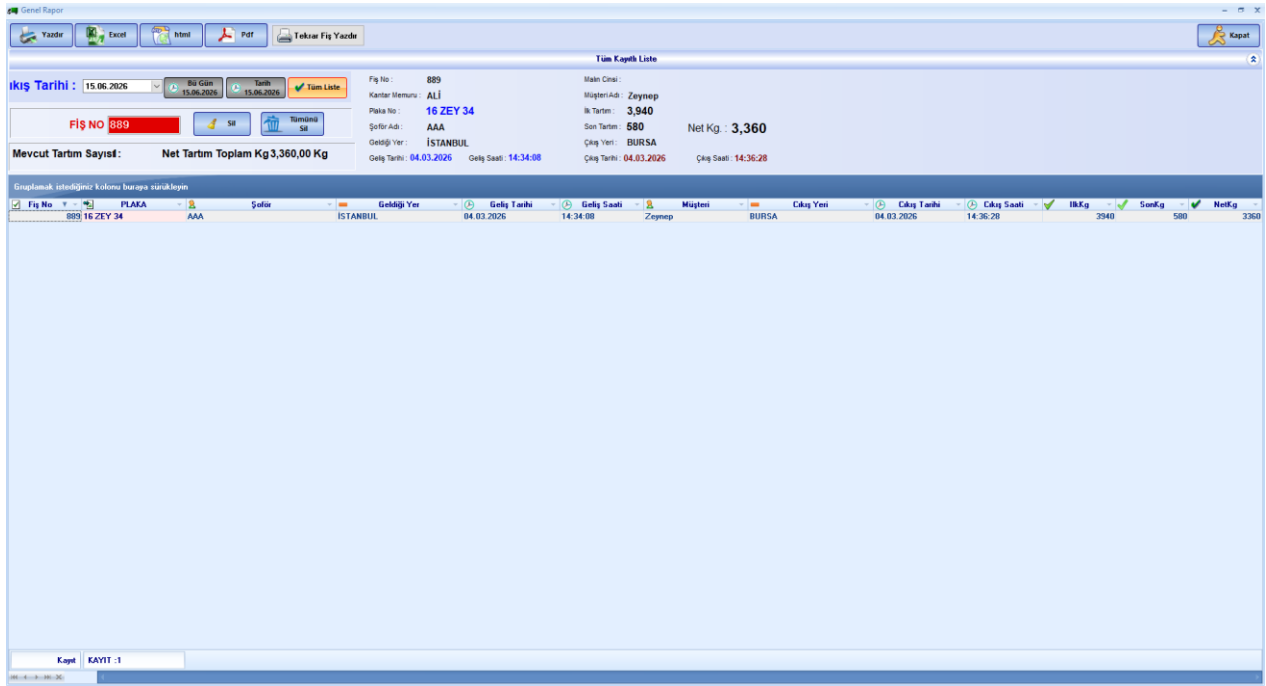 Genel Rapor
Yazdır Excel html Pdf Tekrar Fiş Yazdır Kapat
Tüm Kayıtlı Liste
ıkış Tarihi : 15.06.2026 Bü Gün 15.06.2026 Tarih 15.06.2026 Tüm Liste
FİŞ NO 889 Sil Tümünü Sil
Mevcut Tartım Sayısı: Net Tartım Toplam Kg 3,360,00 Kg
Fiş No : 889
Kantar Memuru : ALİ
Plaka No : 16 ZEY 34
Şoför Adı : AAA
Geldiği Yer : İSTANBUL
Geliş Tarihi : 04.03.2026 Geliş Saati : 14:34:08
Malın Cinsi :
Müşteri Adı : Zeynep
İlk Tartım : 3,940
Son Tartım : 580 Net Kg. : 3,360
Çıkış Yeri : BURSA
Çıkış Tarihi : 04.03.2026 Çıkış Saati : 14:36:28
Gruplamak istediğiniz kolonu buraya sürükleyin
Fiş No PLAKA Şoför Geldiği Yer Geliş Tarihi Geliş Saati Müşteri Cıkış Yeri Cıkış Tarihi Cıkış Saati IlkKg SonKg NetKg
889 16 ZEY 34 AAA İSTANBUL 04.03.2026 14:34:08 Zeynep BURSA 04.03.2026 14:36:28 3940 580 3360
Kayıt KAYIT :1